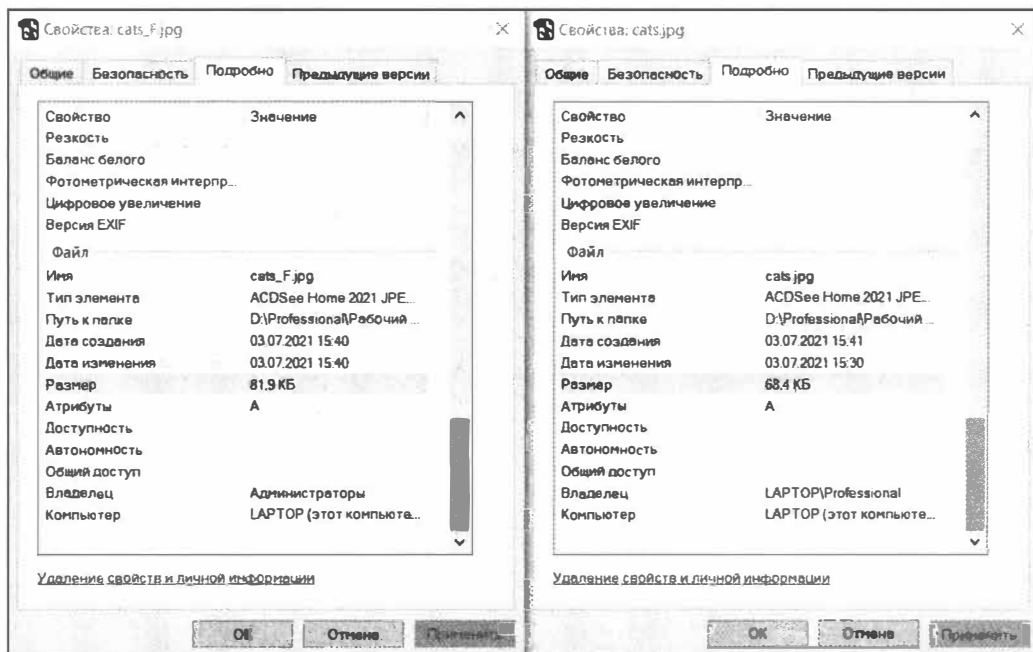 Свойства: cats_F.jpg
Общие Безопасность Подробно Предыдущие версии
Свойство Значение
Резкость
Баланс белого
Фотометрическая интерпр...
Цифровое увеличение
Версия EXIF
Файл
Имя cats_F.jpg
Тип элемента ACDSee Home 2021 JPE...
Путь к папке D:\Professional\Рабочий ...
Дата создания 03.07.2021 15:40
Дата изменения 03.07.2021 15:40
Размер 81,9 КБ
Атрибуты A
Доступность
Автономность
Общий доступ
Владелец Администраторы
Компьютер LAPTOP (этот компьюте...
Удаление свойств и личной информации
ОК Отмена Применить
Свойства: cats.jpg
Общие Безопасность Подробно Предыдущие версии
Свойство Значение
Резкость
Баланс белого
Фотометрическая интерпр...
Цифровое увеличение
Версия EXIF
Файл
Имя cats.jpg
Тип элемента ACDSee Home 2021 JPE...
Путь к папке D:\Professional\Рабочий ...
Дата создания 03.07.2021 15:41
Дата изменения 03.07.2021 15:30
Размер 68,4 КБ
Атрибуты A
Доступность
Автономность
Общий доступ
Владелец LAPTOP\Professional
Компьютер LAPTOP (этот компьюте...
Удаление свойств и личной информации
ОК Отмена Применить